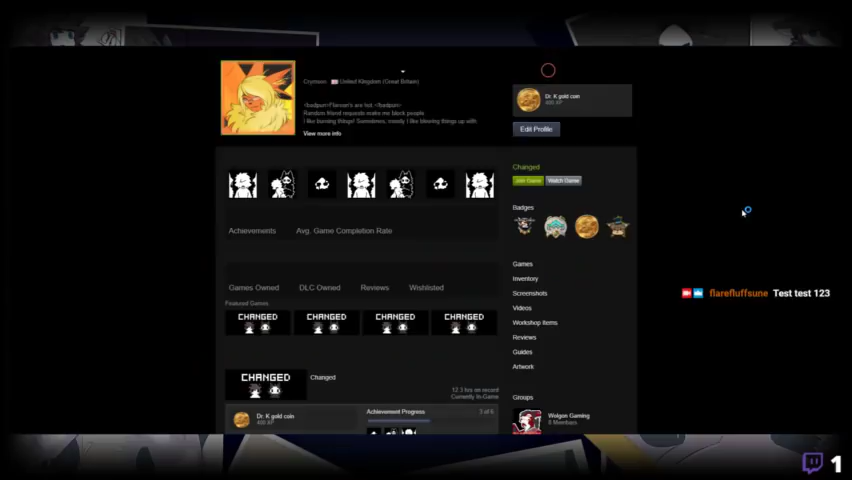 Crymson United Kingdom (Great Britain)
<badpun>Flareon's are hot </badpun>
Random friend requests make me block people.
I like burning things! Sometimes, mostly I like blowing things up with
View more info
Dr. K gold coin
400 XP
Edit Profile
Changed
Join Game Watch Game
Badges
Achievements Avg. Game Completion Rate
Games Owned DLC Owned Reviews Wishlisted
Featured Games
CHANGED CHANGED CHANGED CHANGED
Games
Inventory
Screenshots
Videos
Workshop Items
Reviews
Guides
Artwork
flarefluffsune Test test 123
CHANGED
Changed
12.3 hrs on record
Currently In-Game
Dr. K gold coin
400 XP
Achievement Progress 3 of 6
Groups
Wolgon Gaming
8 Members
1